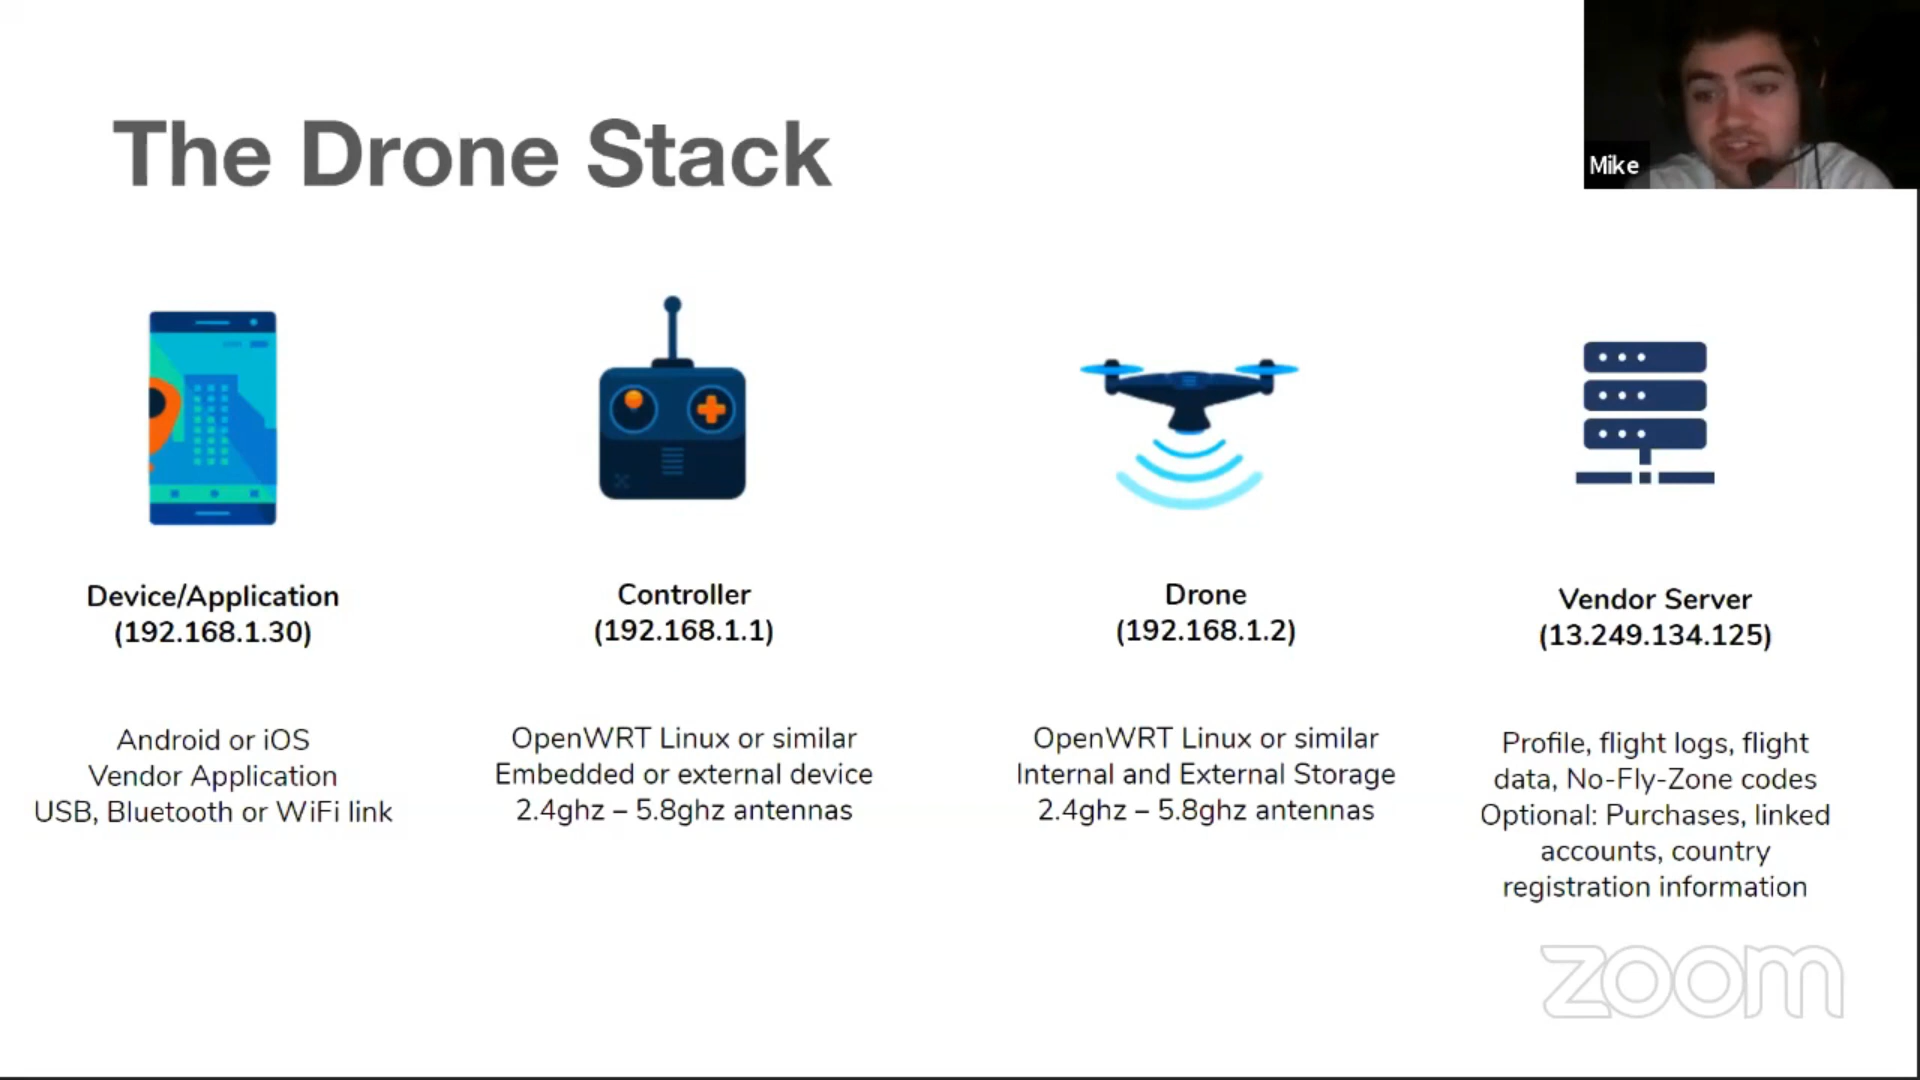 The Drone Stack
Mike
Device/Application
(192.168.1.30)
Android or iOS
Vendor Application
USB, Bluetooth or WiFi link
Controller
(192.168.1.1)
OpenWRT Linux or similar
Embedded or external device
2.4ghz – 5.8ghz antennas
Drone
(192.168.1.2)
OpenWRT Linux or similar
Internal and External Storage
2.4ghz – 5.8ghz antennas
Vendor Server
(13.249.134.125)
Profile, flight logs, flight
data, No-Fly-Zone codes
Optional: Purchases, linked
accounts, country
registration information
zoom